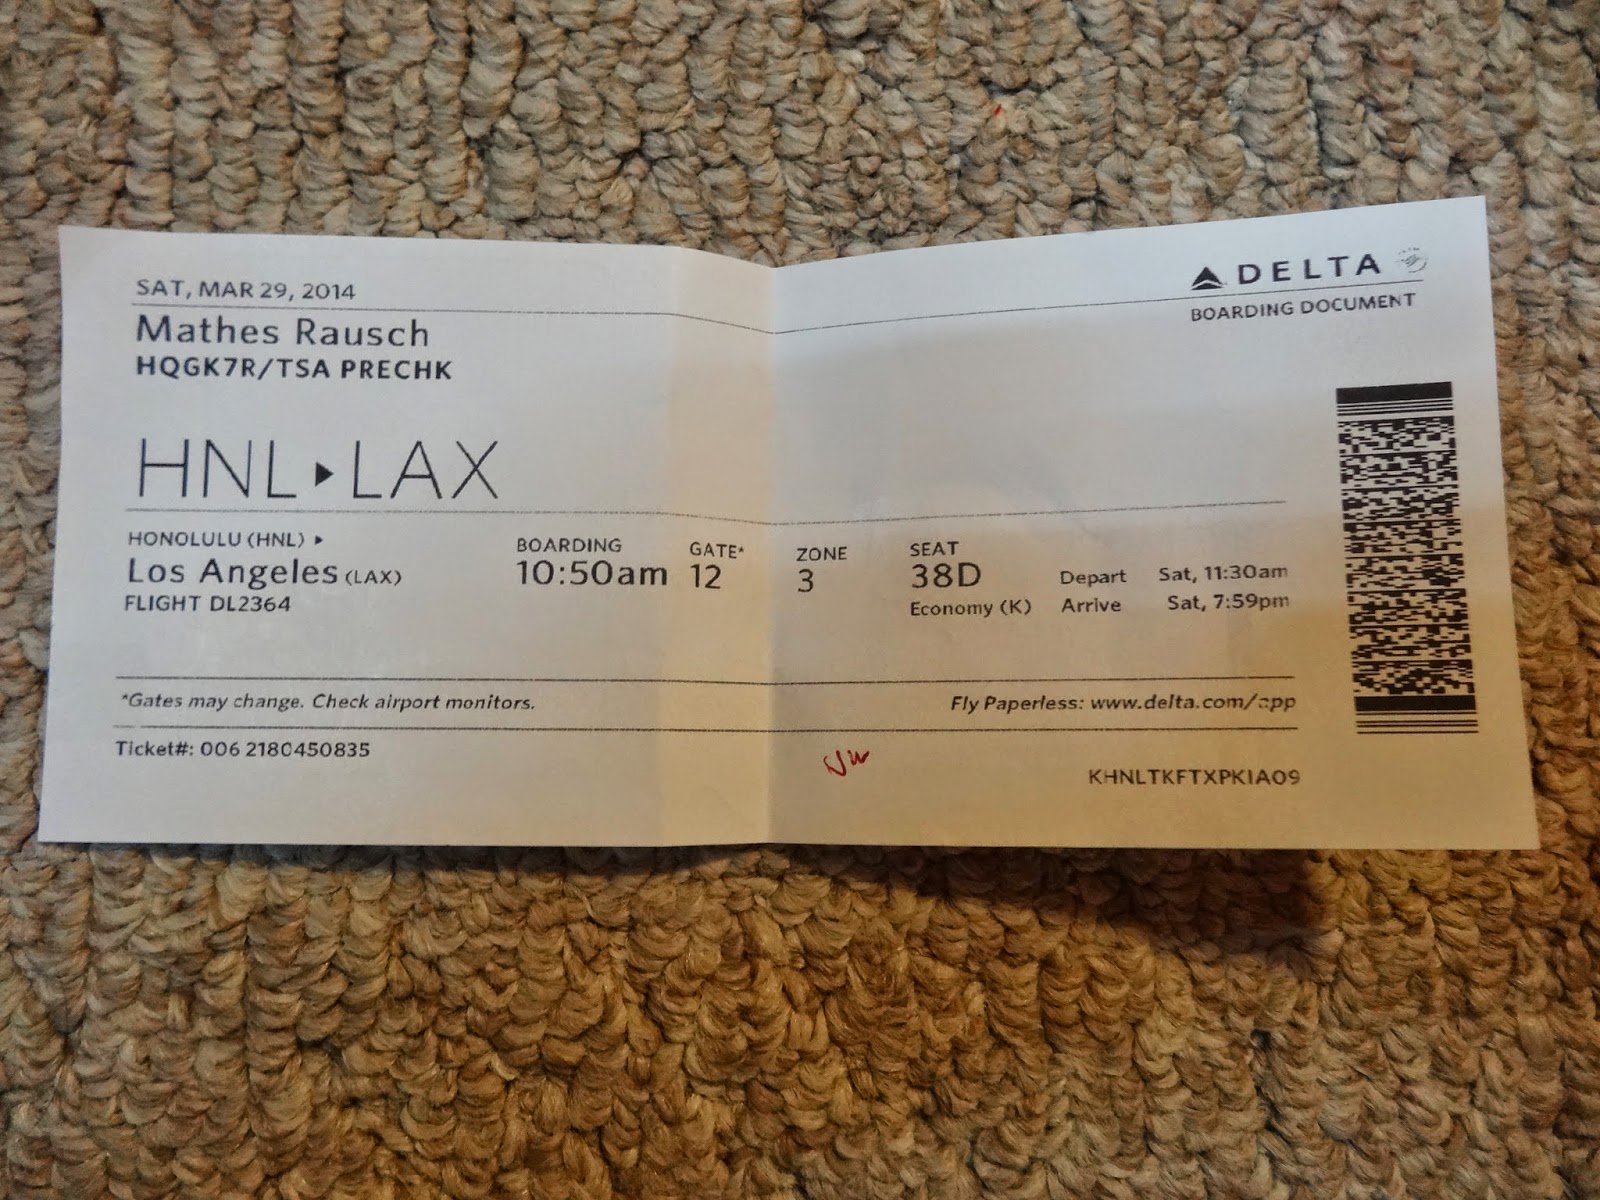 SAT, MAR 29, 2014
DELTA
BOARDING DOCUMENT
Mathes Rausch
HQGK7R/TSA PRECHK
HNL▸LAX
HONOLULU (HNL) ▸
Los Angeles (LAX)
FLIGHT DL2364
BOARDING
10:50am
GATE*
12
ZONE
3
SEAT
38D
Economy (K)
Depart Sat, 11:30am
Arrive Sat, 7:59pm
*Gates may change. Check airport monitors.
Fly Paperless: www.delta.com/app
Ticket#: 006 2180450835
KHNLTKFTXPKIA09